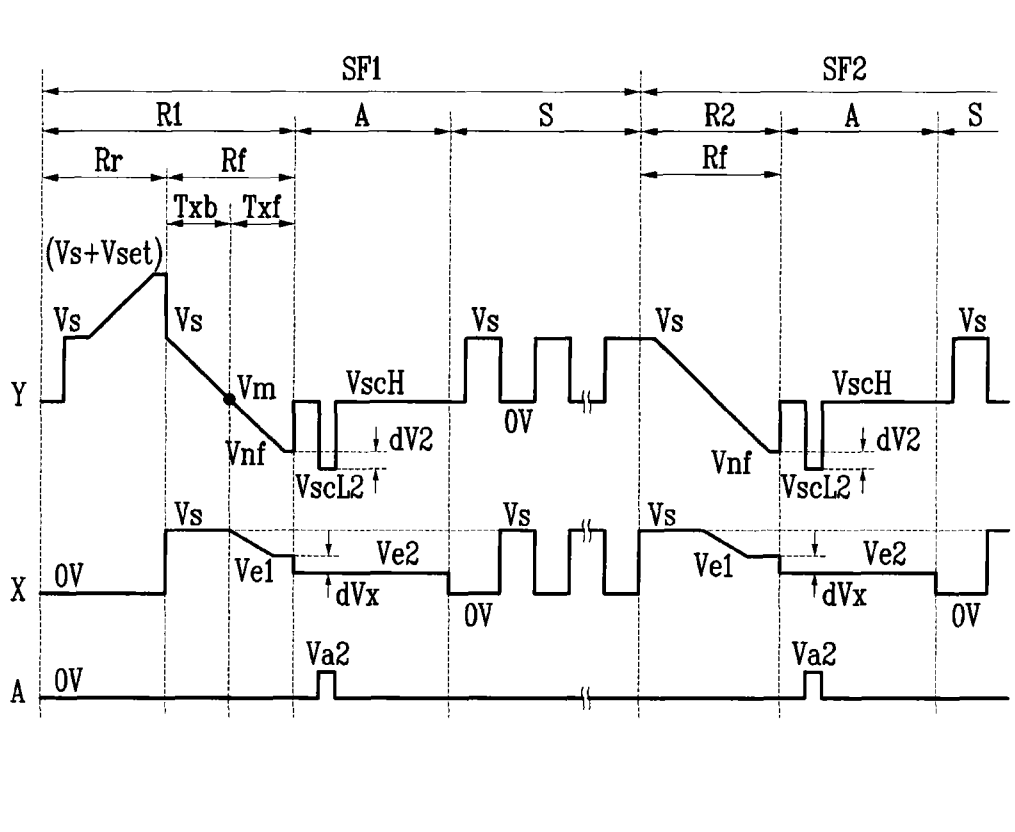 SF1 SF2
R1 A S R2 A S
Rr Rf Rf
Txb Txf
(Vs+Vset)
Vs Vs Vs Vs Vs
Y Vm VscH 0V VscH
Vnf dV2 Vnf dV2
VscL2 VscL2
Vs Vs Vs
X 0V Ve1 Ve2 Ve1 Ve2
dVx 0V dVx 0V
Va2 Va2
A 0V